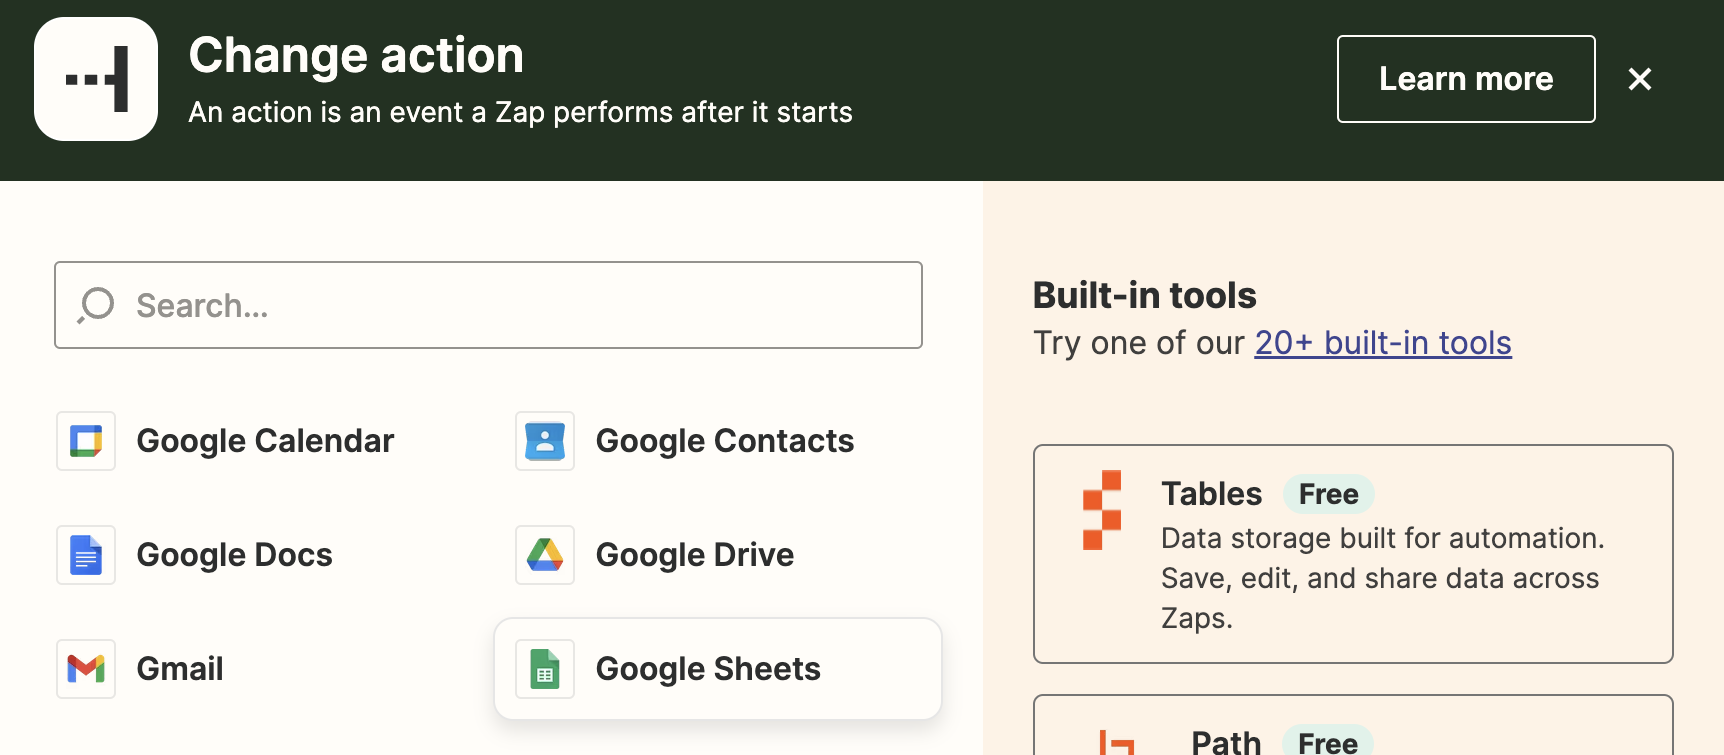 Change action
An action is an event a Zap performs after it starts
Learn more
Search...
Google Calendar
Google Contacts
Google Docs
Google Drive
Gmail
Google Sheets
Built-in tools
Try one of our 20+ built-in tools
Tables Free
Data storage built for automation.
Save, edit, and share data across
Zaps.
Path Free